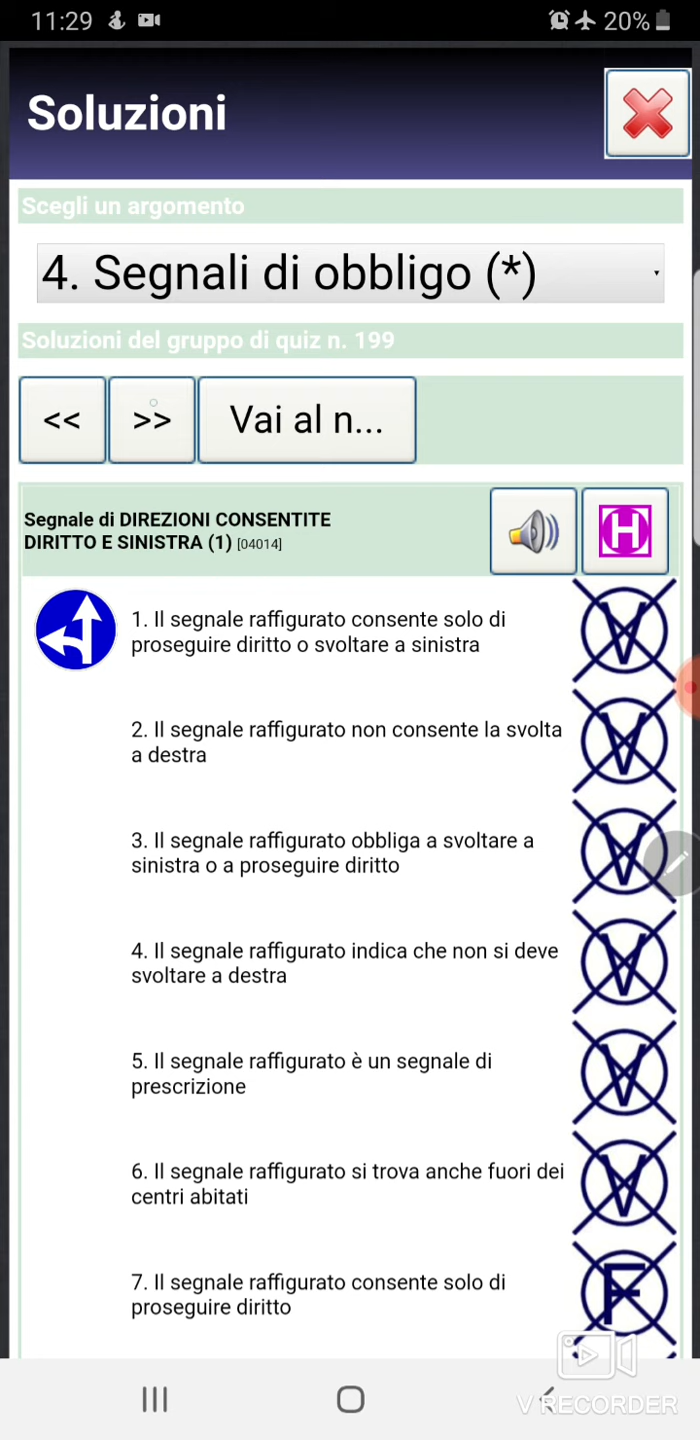 11:29
20%
Soluzioni
Scegli un argomento
4. Segnali di obbligo (*)
Soluzioni del gruppo di quiz n. 199
<< >> Vai al n...
Segnale di DIREZIONI CONSENTITE
DIRITTO E SINISTRA (1) [04014]
H
1. Il segnale raffigurato consente solo di
proseguire diritto o svoltare a sinistra
V
2. Il segnale raffigurato non consente la svolta
a destra
V
3. Il segnale raffigurato obbliga a svoltare a
sinistra o a proseguire diritto
V
4. Il segnale raffigurato indica che non si deve
svoltare a destra
V
5. Il segnale raffigurato è un segnale di
prescrizione
V
6. Il segnale raffigurato si trova anche fuori dei
centri abitati
V
7. Il segnale raffigurato consente solo di
proseguire diritto
F
V RECORDER